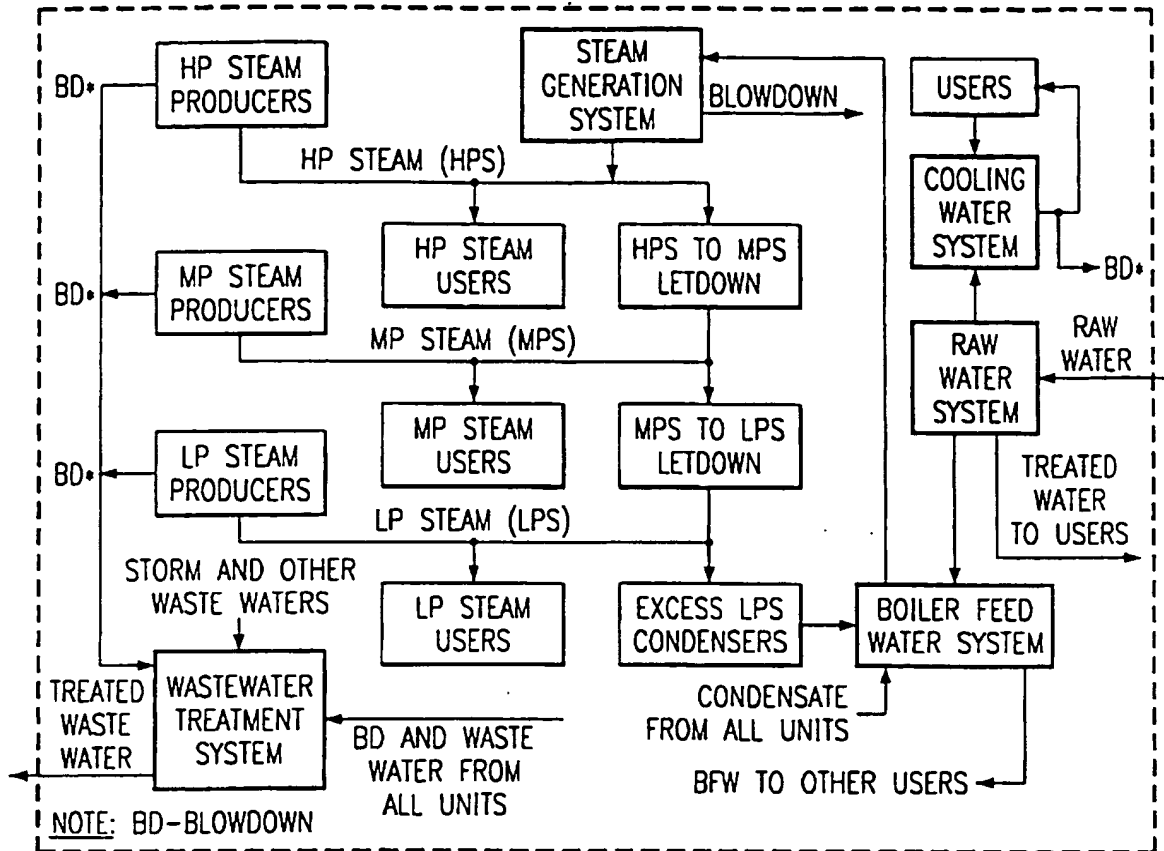 HP STEAM
PRODUCERS
BD*
STEAM
GENERATION
SYSTEM
BLOWDOWN
USERS
HP STEAM (HPS)
COOLING
WATER
SYSTEM
HP STEAM
USERS
HPS TO MPS
LETDOWN
BD*
MP STEAM
PRODUCERS
BD*
MP STEAM (MPS)
RAW
WATER
SYSTEM
RAW
WATER
MP STEAM
USERS
MPS TO LPS
LETDOWN
BD*
LP STEAM
PRODUCERS
TREATED
WATER
TO USERS
LP STEAM (LPS)
STORM AND OTHER
WASTE WATERS
LP STEAM
USERS
EXCESS LPS
CONDENSERS
BOILER FEED
WATER SYSTEM
TREATED
WASTE
WATER
WASTEWATER
TREATMENT
SYSTEM
CONDENSATE
FROM ALL UNITS
BD AND WASTE
WATER FROM
ALL UNITS
BFW TO OTHER USERS
NOTE: BD-BLOWDOWN